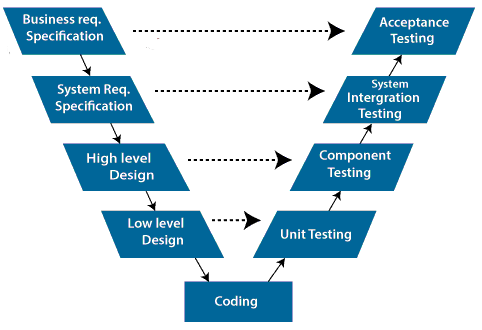 Business req.
Specification
Acceptance
Testing
System Req.
Specification
System
Intergration
Testing
High level
Design
Component
Testing
Low level
Design
Unit Testing
Coding